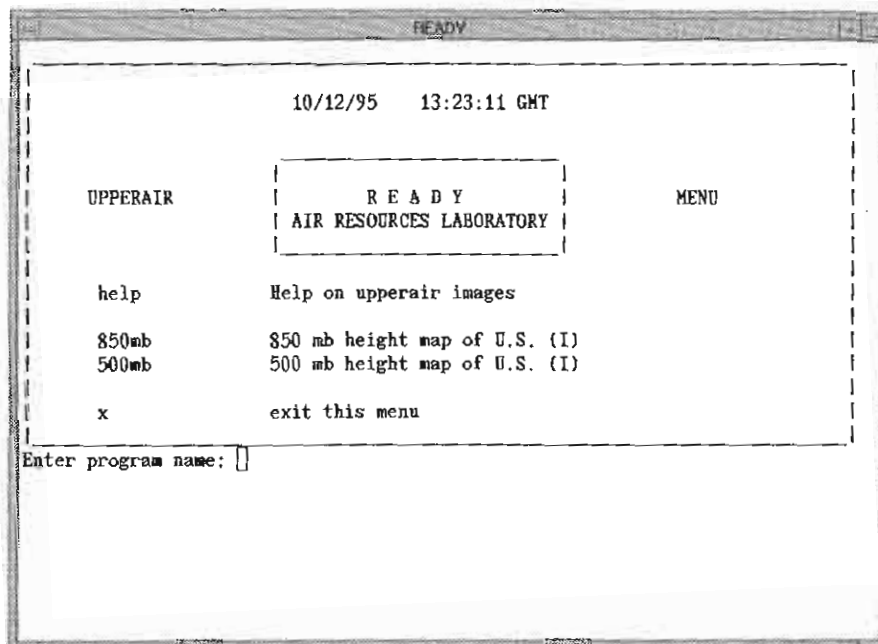 READY
10/12/95 13:23:11 GMT
UPPERAIR R E A D Y MENU
AIR RESOURCES LABORATORY
help Help on upperair images
850mb 850 mb height map of U.S. (I)
500mb 500 mb height map of U.S. (I)
x exit this menu
Enter program name: